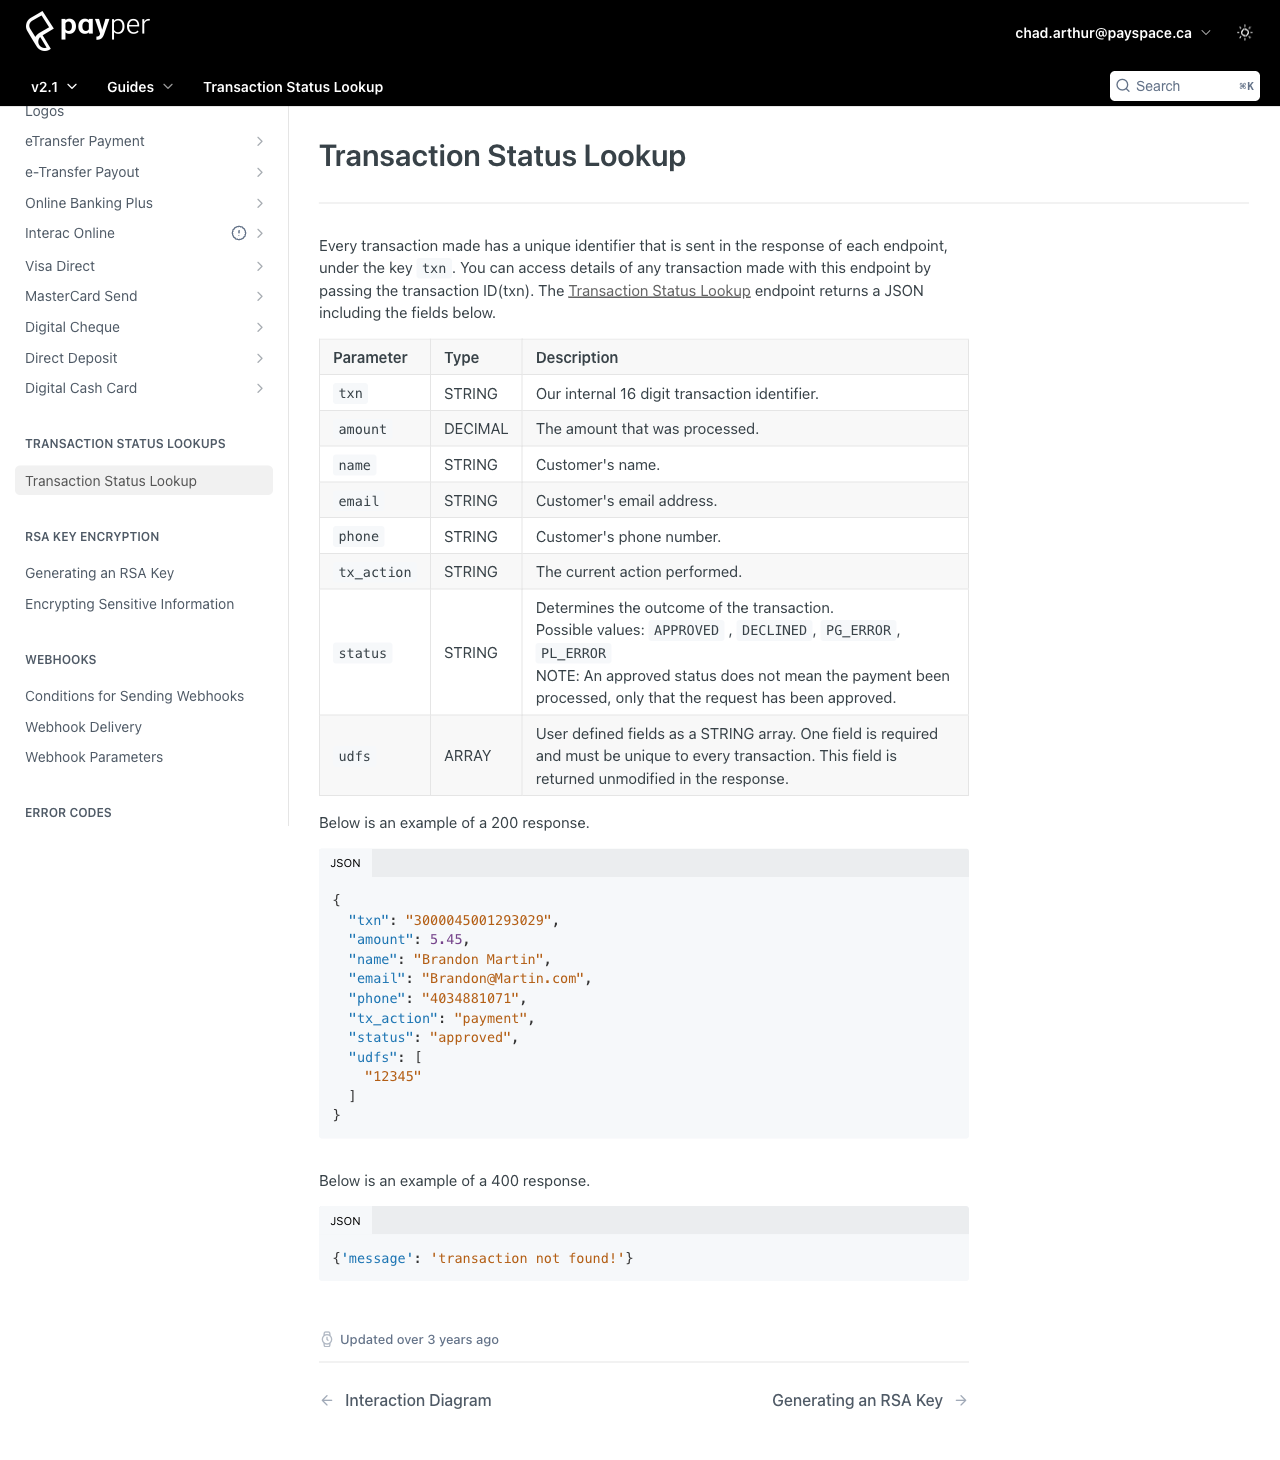 payper
chad.arthur@payspace.ca
v2.1 Guides Transaction Status Lookup
Search ⌘K
Logos
eTransfer Payment
e-Transfer Payout
Online Banking Plus
Interac Online
Visa Direct
MasterCard Send
Digital Cheque
Direct Deposit
Digital Cash Card
TRANSACTION STATUS LOOKUPS
Transaction Status Lookup
RSA KEY ENCRYPTION
Generating an RSA Key
Encrypting Sensitive Information
WEBHOOKS
Conditions for Sending Webhooks
Webhook Delivery
Webhook Parameters
ERROR CODES
Transaction Status Lookup
Every transaction made has a unique identifier that is sent in the response of each endpoint,
under the key txn. You can access details of any transaction made with this endpoint by
passing the transaction ID(txn). The Transaction Status Lookup endpoint returns a JSON
including the fields below.
Parameter Type Description
txn STRING Our internal 16 digit transaction identifier.
amount DECIMAL The amount that was processed.
name STRING Customer's name.
email STRING Customer's email address.
phone STRING Customer's phone number.
tx_action STRING The current action performed.
status STRING Determines the outcome of the transaction.
Possible values: APPROVED , DECLINED, PG_ERROR,
PL_ERROR
NOTE: An approved status does not mean the payment been
processed, only that the request has been approved.
udfs ARRAY User defined fields as a STRING array. One field is required
and must be unique to every transaction. This field is
returned unmodified in the response.
Below is an example of a 200 response.
JSON
{
"txn": "3000045001293029",
"amount": 5.45,
"name": "Brandon Martin",
"email": "Brandon@Martin.com",
"phone": "4034881071",
"tx_action": "payment",
"status": "approved",
"udfs": [
"12345"
]
}
Below is an example of a 400 response.
JSON
{'message': 'transaction not found!'}
Updated over 3 years ago
← Interaction Diagram
Generating an RSA Key →